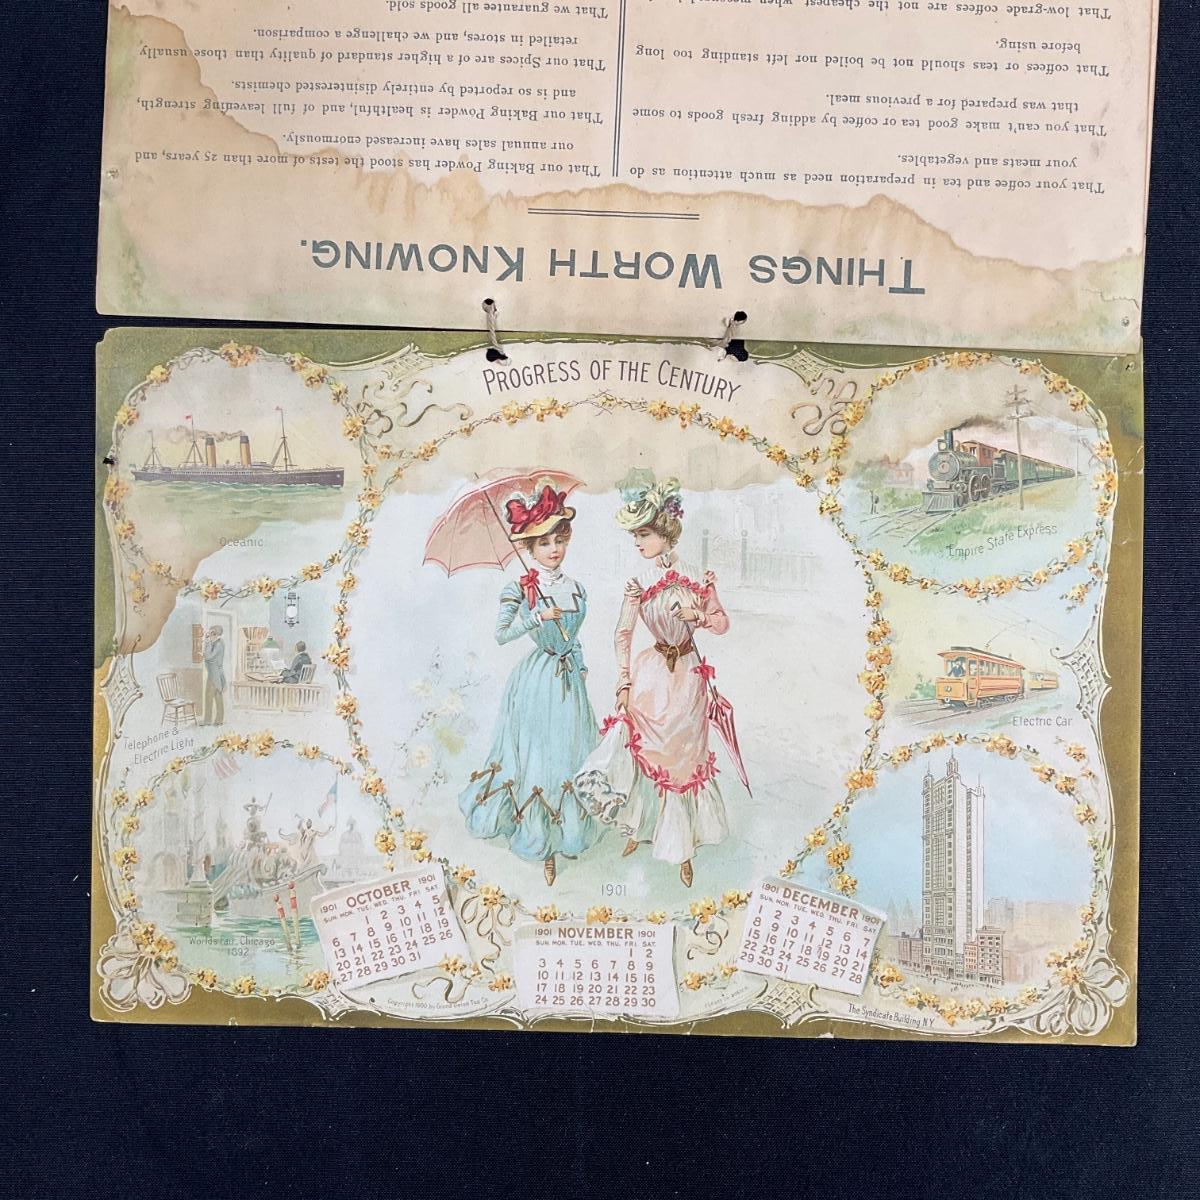 THINGS WORTH KNOWING.
That your coffee and tea in preparation need as much attention as do
your meats and vegetables.
That you can't make good tea or coffee by adding fresh goods to some
that was prepared for a previous meal.
That coffees or teas should not be boiled nor left standing too long
before using.
That low-grade coffees are not the cheapest when
That our Baking Powder has stood the tests of more than 25 years, and
our annual sales have increased enormously.
That our Baking Powder is healthful, and of full leavening strength,
and is so reported by entirely disinterested chemists.
That our Spices are of a higher standard of quality than those usually
retailed in stores, and we challenge a comparison.
That we guarantee all goods sold.
PROGRESS OF THE CENTURY
Oceanic.
Empire State Express
Telephone &
Electric Light
Electric Car.
World's Fair, Chicago
1892.
1901
The Syndicate Building N.Y.
Copyright 1900 by Grand Union Tea Co.
1901 OCTOBER 1901
SUN. MON. TUE. WED. THU. FRI. SAT.
1 2 3 4 5
6 7 8 9 10 11 12
13 14 15 16 17 18 19
20 21 22 23 24 25 26
27 28 29 30 31
1901 NOVEMBER 1901
SUN. MON. TUE. WED. THU. FRI. SAT.
1 2
3 4 5 6 7 8 9
10 11 12 13 14 15 16
17 18 19 20 21 22 23
24 25 26 27 28 29 30
1901 DECEMBER 1901
SUN. MON. TUE. WED. THU. FRI. SAT.
1 2 3 4 5 6 7
8 9 10 11 12 13 14
15 16 17 18 19 20 21
22 23 24 25 26 27 28
29 30 31